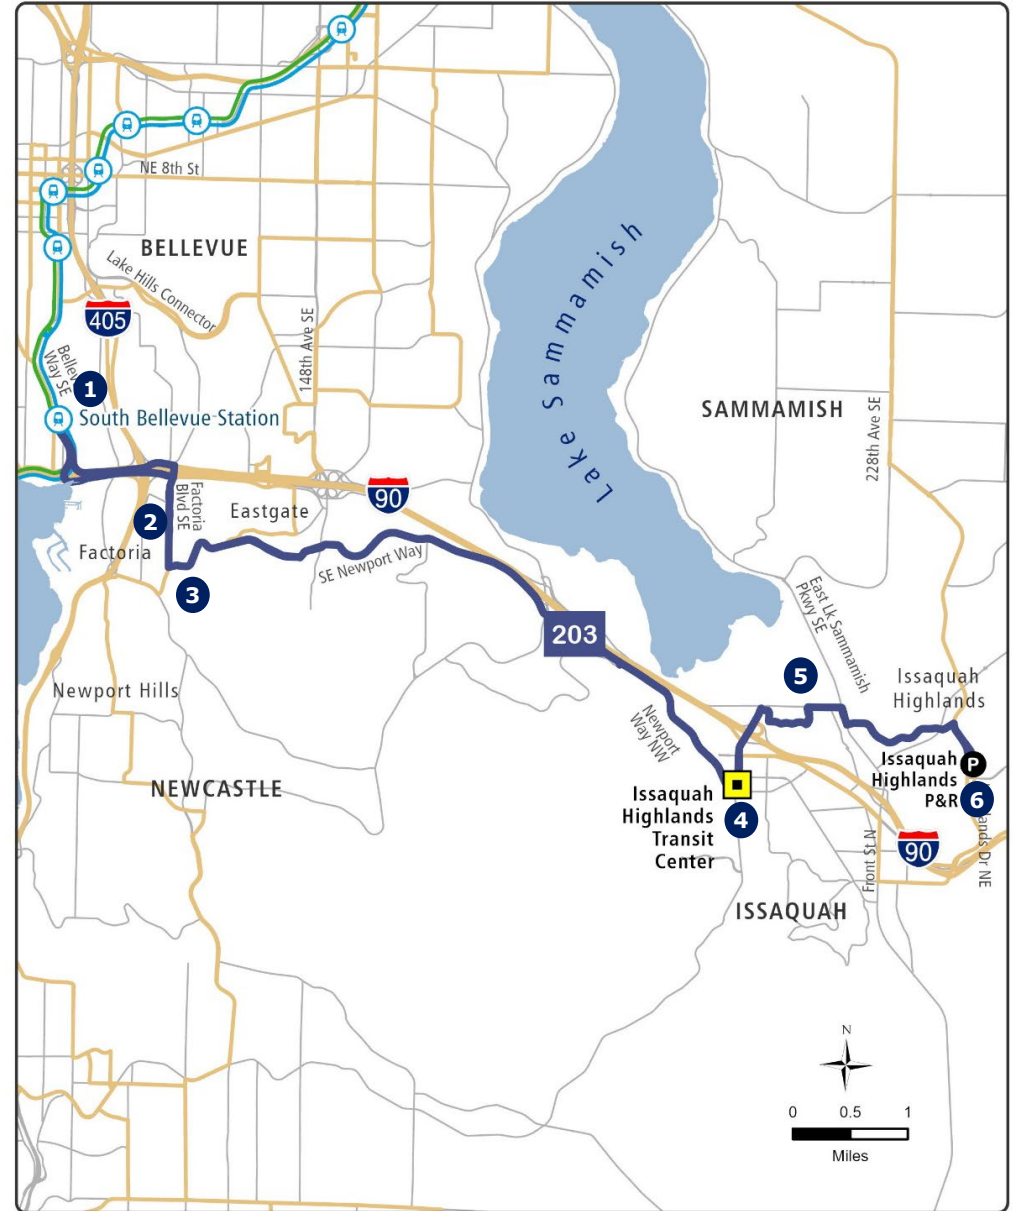 NE 8th St
BELLEVUE
Lake Hills Connector
405
148th Ave SE
Lake Sammamish
Way SE
1
South Bellevue Station
SAMMAMISH
228th Ave SE
90
Factoria
Blvd SE
Eastgate
2
Factoria
SE Newport Way
3
203
East Lk Sammamish
Pkwy SE
5
Issaquah
Highlands
Newport Hills
Newport
Way NW
Issaquah
Highlands
P&R
P
6
NEWCASTLE
Issaquah
Highlands
Transit
Center
4
Front St N
90
Dr NE
ISSAQUAH
N
0 0.5 1
Miles